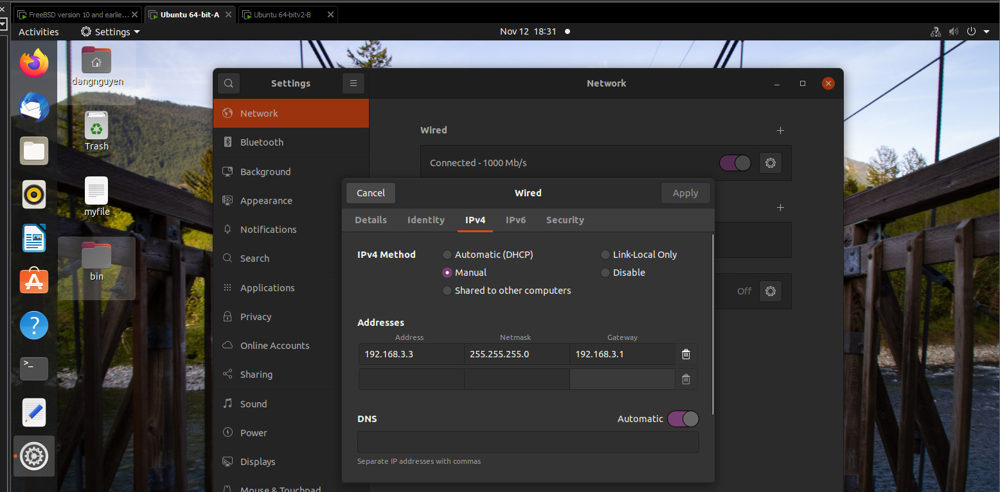 FreeBSD version 10 and earlie...
Ubuntu 64-bit-A
Ubuntu 64-bitv2-B
Activities
Settings
Nov 12 18:31
dangnguyen
Trash
myfile
bin
Settings
Network
Network
Bluetooth
Background
Appearance
Notifications
Search
Applications
Privacy
Online Accounts
Sharing
Sound
Power
Displays
Mouse & Touchpad
Wired
Connected - 1000 Mb/s
Off
Cancel
Wired
Apply
Details
Identity
IPv4
IPv6
Security
IPv4 Method
Automatic (DHCP)
Link-Local Only
Manual
Disable
Shared to other computers
Addresses
Address
Netmask
Gateway
192.168.3.3
255.255.255.0
192.168.3.1
DNS
Automatic
Separate IP addresses with commas